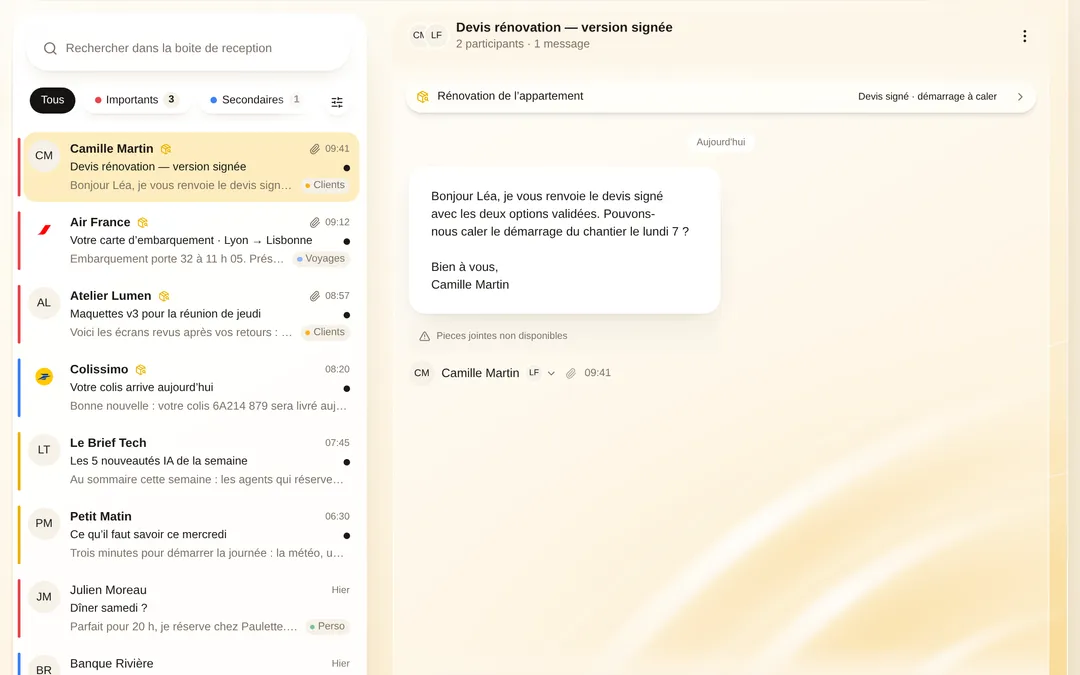 Rechercher dans la boite de reception
Tous
Importants 3
Secondaires 1
CM
Camille Martin
09:41
Devis rénovation — version signée
Bonjour Léa, je vous renvoie le devis sign…
Clients
Air France
09:12
Votre carte d’embarquement · Lyon → Lisbonne
Embarquement porte 32 à 11 h 05. Prés…
Voyages
AL
Atelier Lumen
08:57
Maquettes v3 pour la réunion de jeudi
Voici les écrans revus après vos retours : …
Clients
Colissimo
08:20
Votre colis arrive aujourd’hui
Bonne nouvelle : votre colis 6A214 879 sera livré auj…
LT
Le Brief Tech
07:45
Les 5 nouveautés IA de la semaine
Au sommaire cette semaine : les agents qui réserve…
PM
Petit Matin
06:30
Ce qu’il faut savoir ce mercredi
Trois minutes pour démarrer la journée : la météo, u…
JM
Julien Moreau
Hier
Dîner samedi ?
Parfait pour 20 h, je réserve chez Paulette.…
Perso
BR
Banque Rivière
Hier
CM LF
Devis rénovation — version signée
2 participants · 1 message
Rénovation de l’appartement
Devis signé · démarrage à caler
Aujourd'hui
Bonjour Léa, je vous renvoie le devis signé
avec les deux options validées. Pouvons-
nous caler le démarrage du chantier le lundi 7 ?
Bien à vous,
Camille Martin
Pieces jointes non disponibles
CM Camille Martin LF 09:41